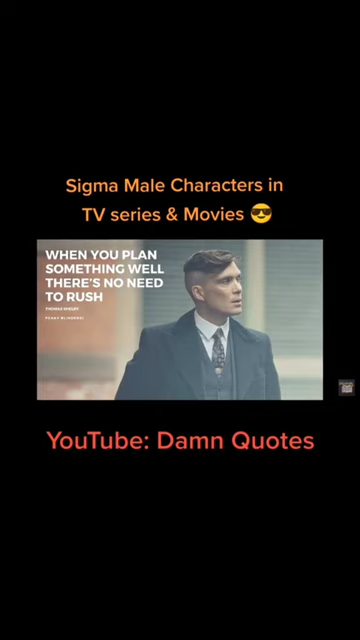 Sigma Male Characters in
TV series & Movies 😎
WHEN YOU PLAN
SOMETHING WELL
THERE'S NO NEED
TO RUSH
THOMAS SHELBY
PEAKY BLINDERS
YouTube: Damn Quotes